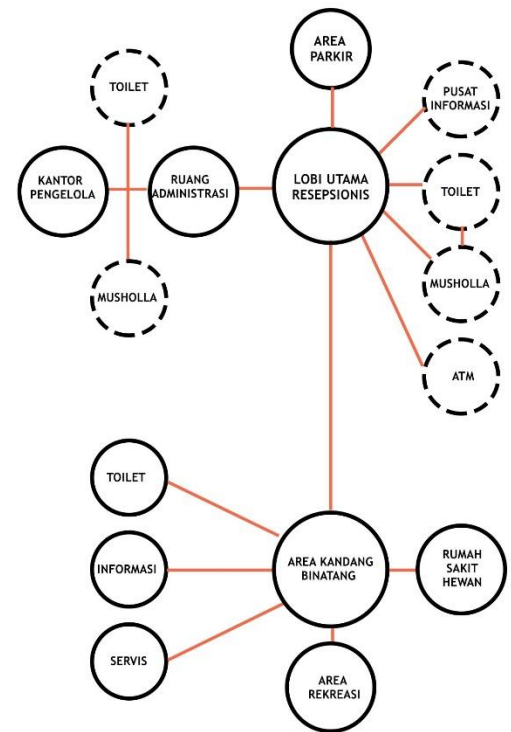 AREA
PARKIR
TOILET
PUSAT
INFORMASI
KANTOR
PENGELOLA
RUANG
ADMINISTRASI
LOBI UTAMA
RESEPSIONIS
TOILET
MUSHOLLA
MUSHOLLA
ATM
TOILET
INFORMASI
AREA KANDANG
BINATANG
RUMAH
SAKIT
HEWAN
SERVIS
AREA
REKREASI